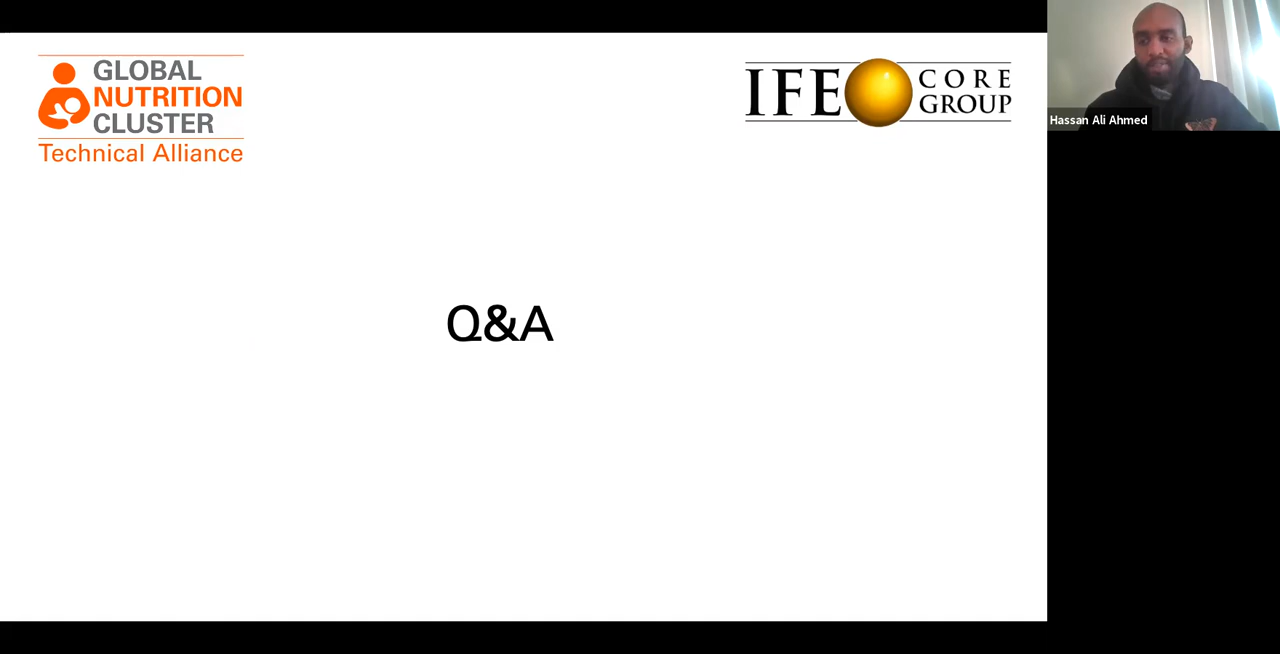 GLOBAL
NUTRITION
CLUSTER
Technical Alliance
IFE CORE
GROUP
Hassan Ali Ahmed
Q&A